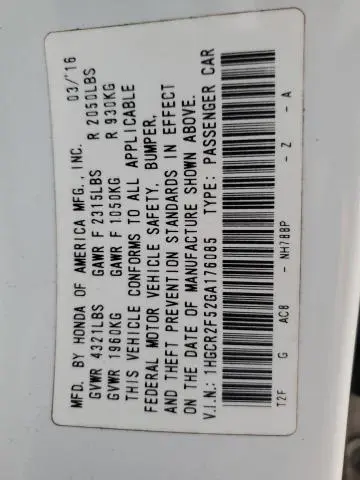 MFD. BY HONDA OF AMERICA MFG., INC. 03/'16
GVWR 4321LBS GAWR F 2315LBS R 2050LBS
GVWR 1960KG GAWR F 1050KG R 930KG
THIS VEHICLE CONFORMS TO ALL APPLICABLE
FEDERAL MOTOR VEHICLE SAFETY, BUMPER,
AND THEFT PREVENTION STANDARDS IN EFFECT
ON THE DATE OF MANUFACTURE SHOWN ABOVE.
V.I.N.: 1HGCR2F52GA176085 TYPE: PASSENGER CAR
T2F G AC8 - NH788P - Z - A